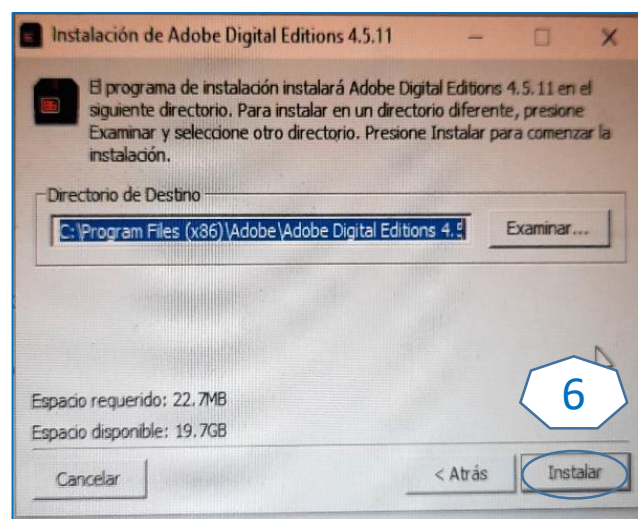 Instalación de Adobe Digital Editions 4.5.11
El programa de instalación instalará Adobe Digital Editions 4.5.11 en el
siguiente directorio. Para instalar en un directorio diferente, presione
Examinar y seleccione otro directorio. Presione Instalar para comenzar la
instalación.
Directorio de Destino
C:\Program Files (x86)\Adobe\Adobe Digital Editions 4.5
Examinar...
Espacio requerido: 22.7MB
Espacio disponible: 19.7GB
6
Cancelar
< Atrás
Instalar